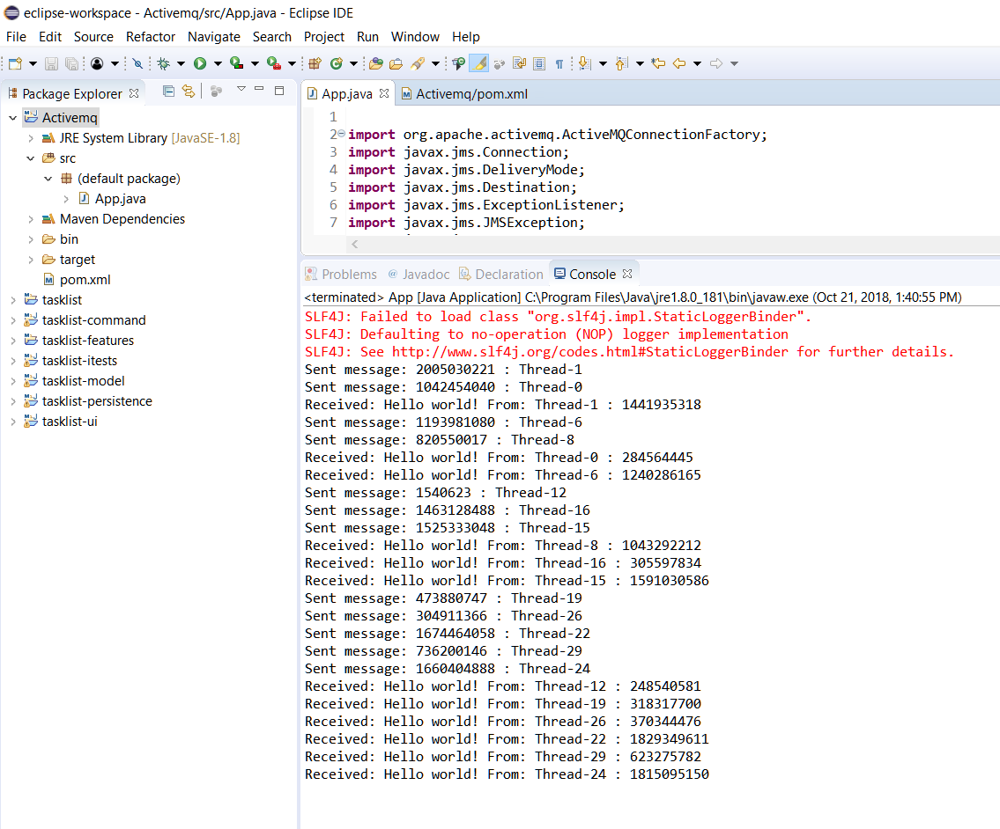 eclipse-workspace - Activemq/src/App.java - Eclipse IDE
File Edit Source Refactor Navigate Search Project Run Window Help
Package Explorer
Activemq
JRE System Library [JavaSE-1.8]
src
(default package)
App.java
Maven Dependencies
bin
target
pom.xml
tasklist
tasklist-command
tasklist-features
tasklist-itests
tasklist-model
tasklist-persistence
tasklist-ui
App.java Activemq/pom.xml
1
2 import org.apache.activemq.ActiveMQConnectionFactory;
3 import javax.jms.Connection;
4 import javax.jms.DeliveryMode;
5 import javax.jms.Destination;
6 import javax.jms.ExceptionListener;
7 import javax.jms.JMSException;
Problems @ Javadoc Declaration Console
<terminated> App [Java Application] C:\Program Files\Java\jre1.8.0_181\bin\javaw.exe (Oct 21, 2018, 1:40:55 PM)
SLF4J: Failed to load class "org.slf4j.impl.StaticLoggerBinder".
SLF4J: Defaulting to no-operation (NOP) logger implementation
SLF4J: See http://www.slf4j.org/codes.html#StaticLoggerBinder for further details.
Sent message: 2005030221 : Thread-1
Sent message: 1042454040 : Thread-0
Received: Hello world! From: Thread-1 : 1441935318
Sent message: 1193981080 : Thread-6
Sent message: 820550017 : Thread-8
Received: Hello world! From: Thread-0 : 284564445
Received: Hello world! From: Thread-6 : 1240286165
Sent message: 1540623 : Thread-12
Sent message: 1463128488 : Thread-16
Sent message: 1525333048 : Thread-15
Received: Hello world! From: Thread-8 : 1043292212
Received: Hello world! From: Thread-16 : 305597834
Received: Hello world! From: Thread-15 : 1591030586
Sent message: 473880747 : Thread-19
Sent message: 304911366 : Thread-26
Sent message: 1674464058 : Thread-22
Sent message: 736200146 : Thread-29
Sent message: 1660404888 : Thread-24
Received: Hello world! From: Thread-12 : 248540581
Received: Hello world! From: Thread-19 : 318317700
Received: Hello world! From: Thread-26 : 370344476
Received: Hello world! From: Thread-22 : 1829349611
Received: Hello world! From: Thread-29 : 623275782
Received: Hello world! From: Thread-24 : 1815095150